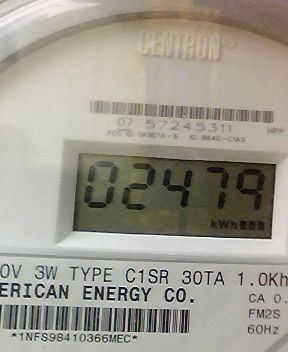 CENTRON®
07 57245311
02479
kWh
0V 3W TYPE C1SR 30TA 1.0Kh
ERICAN ENERGY CO. CA 0.
FM2S
*1NFS98410366MEC* 60Hz